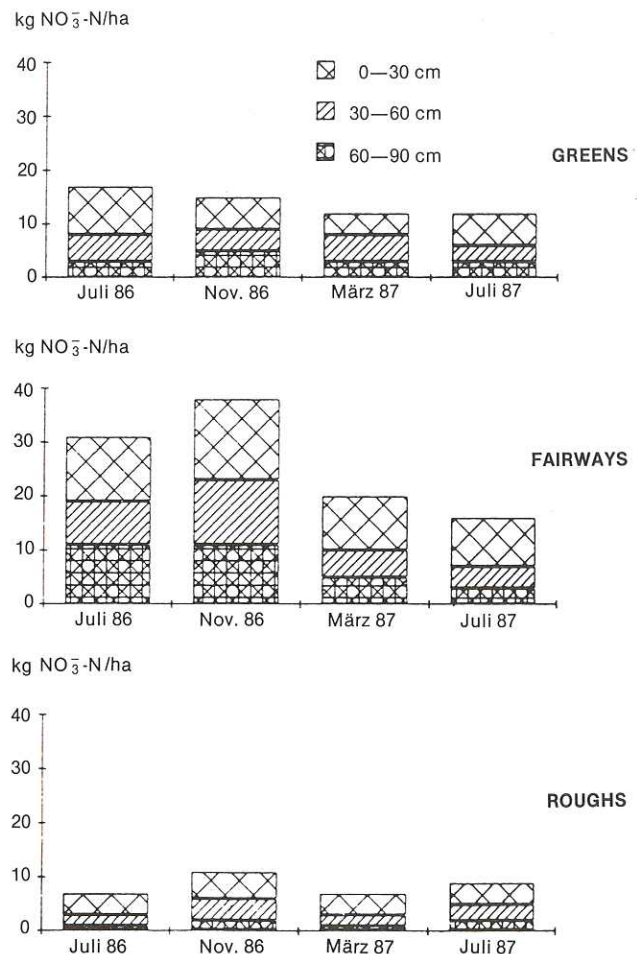 kg NO₃⁻-N/ha
40
0—30 cm
30
30—60 cm
60—90 cm
GREENS
20
10
0
Juli 86 Nov. 86 März 87 Juli 87
kg NO₃⁻-N/ha
40
30
FAIRWAYS
20
10
0
Juli 86 Nov. 86 März 87 Juli 87
kg NO₃⁻-N/ha
40
30
ROUGHS
20
10
0
Juli 86 Nov. 86 März 87 Juli 87